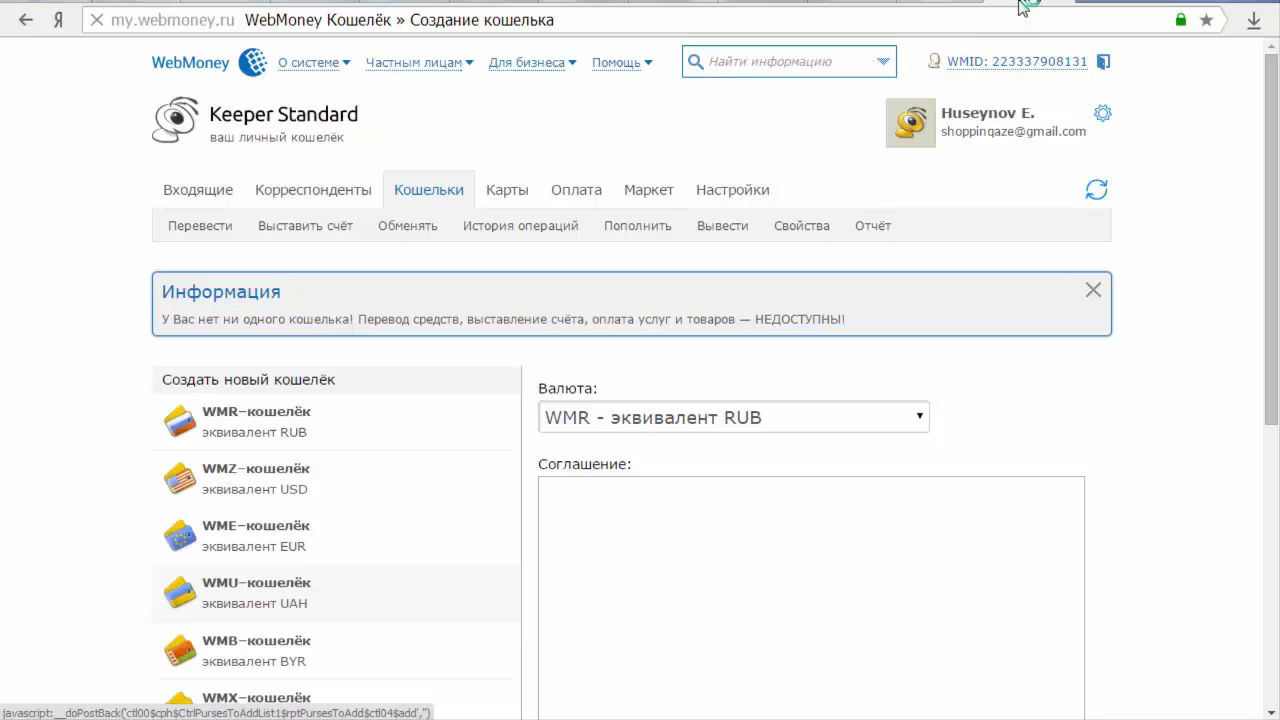 Я my.webmoney.ru WebMoney Кошелёк » Создание кошелька
WebMoney О системе Частным лицам Для бизнеса Помощь Найти информацию WMID: 223337908131
Keeper Standard
ваш личный кошелёк
Huseynov E.
shoppinqaze@gmail.com
Входящие Корреспонденты Кошельки Карты Оплата Маркет Настройки
Перевести Выставить счёт Обменять История операций Пополнить Вывести Свойства Отчёт
Информация
У Вас нет ни одного кошелька! Перевод средств, выставление счёта, оплата услуг и товаров — НЕДОСТУПНЫ!
Создать новый кошелёк
WMR–кошелёк
эквивалент RUB
WMZ–кошелёк
эквивалент USD
WME–кошелёк
эквивалент EUR
WMU–кошелёк
эквивалент UAH
WMB–кошелёк
эквивалент BYR
WMX–кошелёк
Валюта:
WMR - эквивалент RUB
Соглашение:
javascript:__doPostBack('ctl00$cph$CtrlPursesToAddList1$rptPursesToAdd$ctl04$add','')